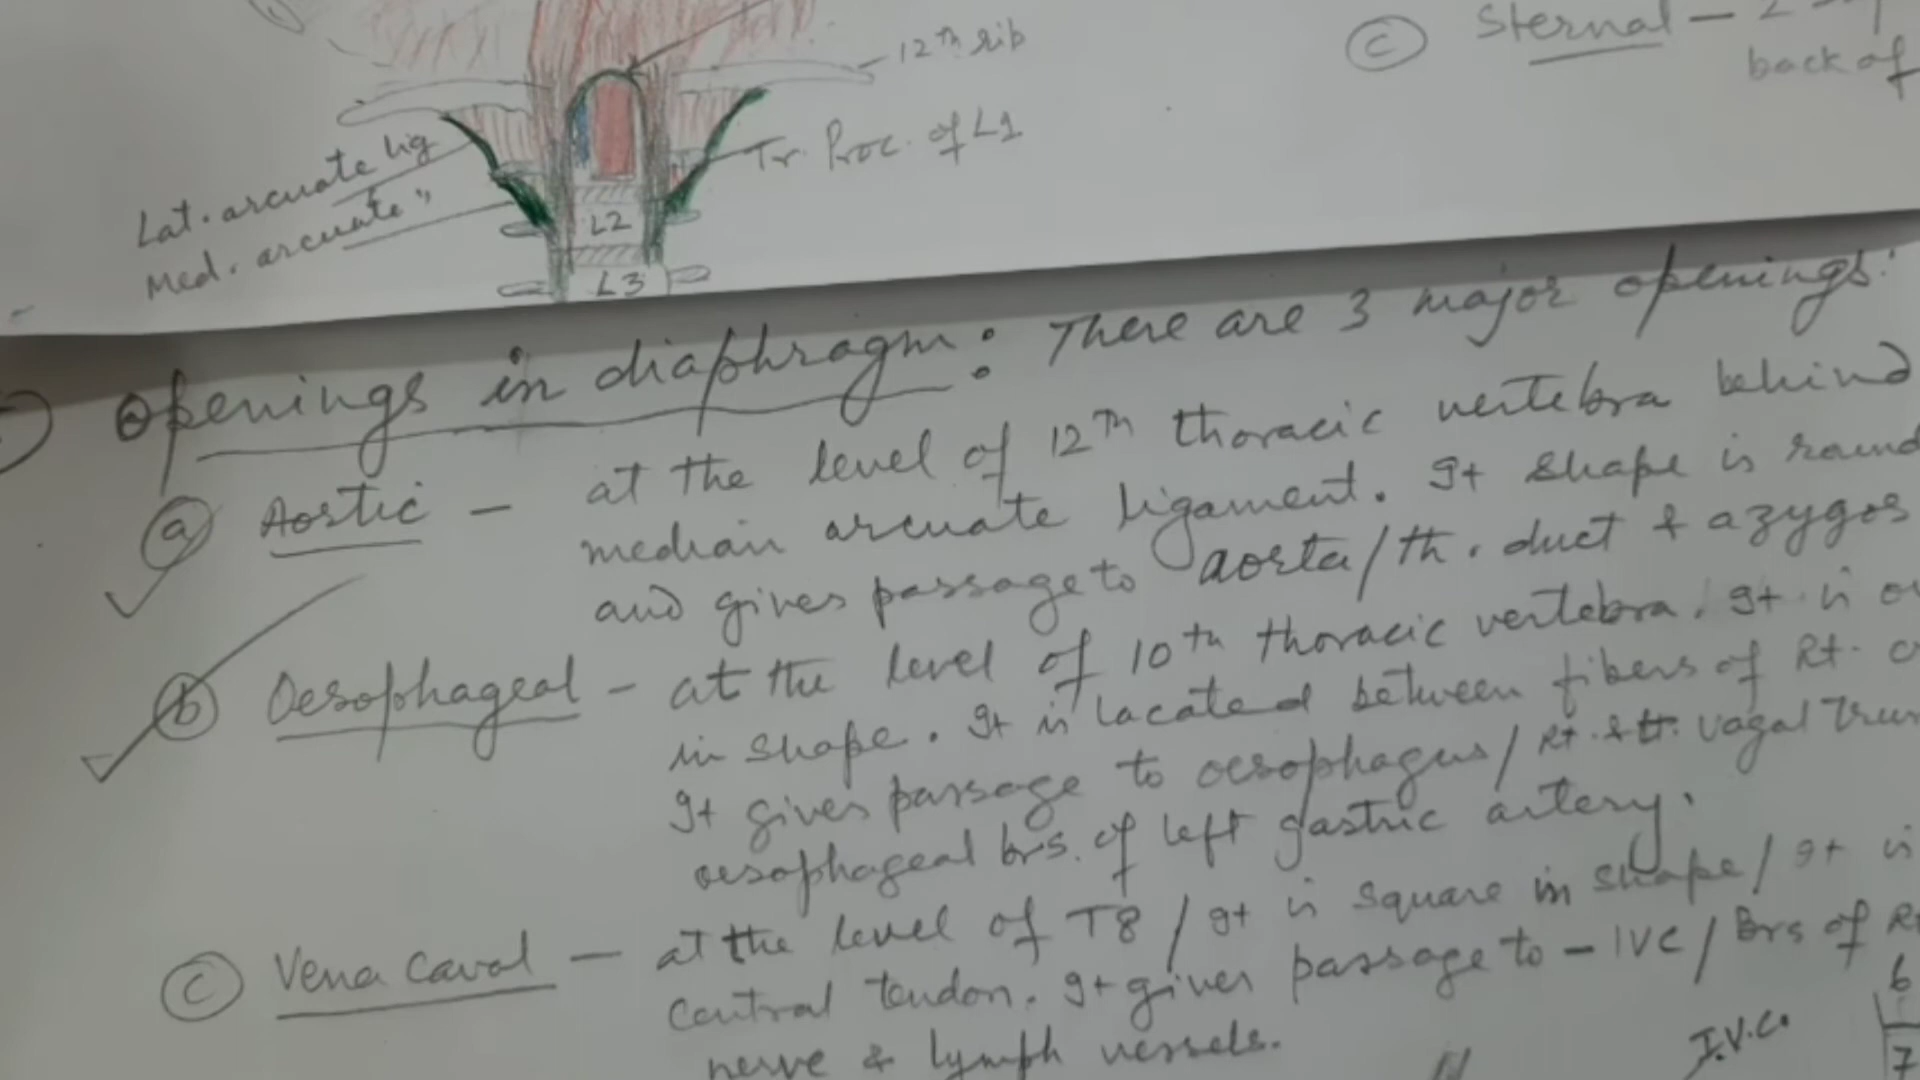 12th rib
Lat. arcuate lig
Med. arcuate "
Tr. Proc. of L1
L2
L3
(c) Sternal – 2
back of
Openings in diaphragm : There are 3 major openings :
(a) Aortic – at the level of 12th thoracic vertebra behind
median arcuate ligament. It shape is round
and gives passage to aorta/th. duct & azygos
(b) Oesophageal – at the level of 10th thoracic vertebra. It is
in shape. It is lacated between fibers of Rt.
It gives passage to oesophagus/ Rt. & lt. vagal
oesophageal brs. of left gastric artery.
(c) Vena Caval – at the level of T8 / It is square in shape/ It is
central tendon. It gives passage to – IVC / Brs of Rt
nerve & lymph vessels.
I.V.C.
6
7